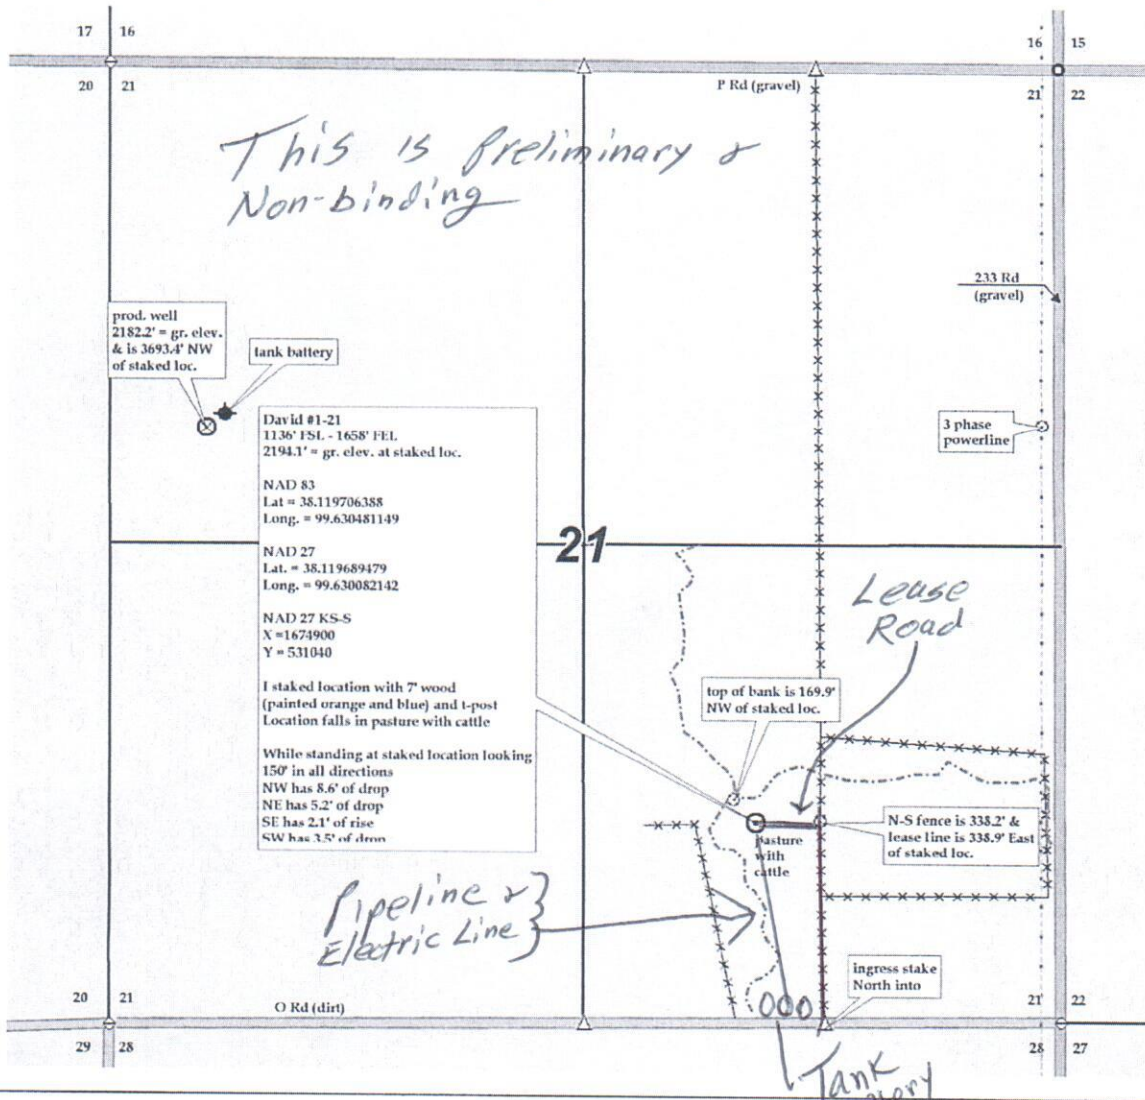 17 16
16 15
20 21
21 22
P Rd (gravel)
This is Preliminary &
Non-binding
233 Rd
(gravel)
prod. well
2182.2' = gr. elev.
& is 3693.4' NW
of staked loc.
tank battery
David #1-21
1136' FSL - 1658' FEL
2194.1' = gr. elev. at staked loc.
NAD 83
Lat = 38.119706388
Long. = 99.630481149
NAD 27
Lat. = 38.119689479
Long. = 99.630082142
NAD 27 KS-S
X =1674900
Y = 531040
I staked location with 7' wood
(painted orange and blue) and t-post
Location falls in pasture with cattle
While standing at staked location looking
150' in all directions
NW has 8.6' of drop
NE has 5.2' of drop
SE has 2.1' of rise
SW has 3.5' of drop
3 phase
powerline
21
Lease
Road
top of bank is 169.9'
NW of staked loc.
N-S fence is 338.2' &
lease line is 338.9' East
of staked loc.
Pasture
with
cattle
Pipeline &
Electric Line
ingress stake
North into
20 21
O Rd (dirt)
21 22
29 28
28 27
Tank